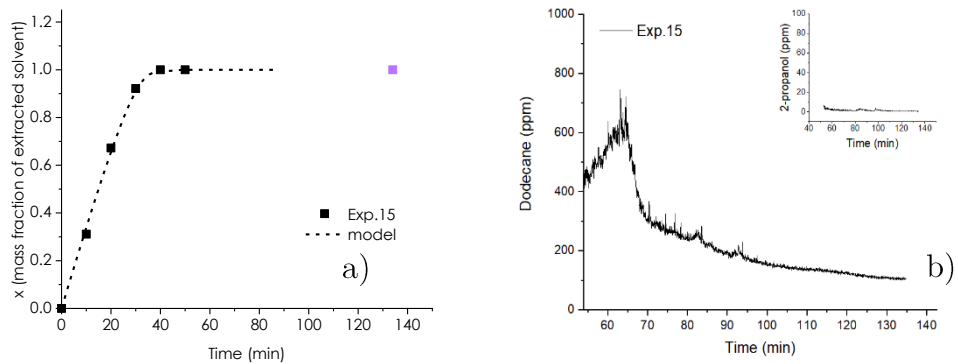 1.2
1.0
0.8
0.6
0.4
0.2
0.0
x (mass fraction of extracted solvent)
Exp.15
model
a)
0 20 40 60 80 100 120 140
Time (min)
1000
800
600
400
200
0
Dodecane (ppm)
Exp.15
100
80
60
40
20
0
2-propanol (ppm)
40 60 80 100 120 140
Time (min)
b)
60 70 80 90 100 110 120 130 140
Time (min)